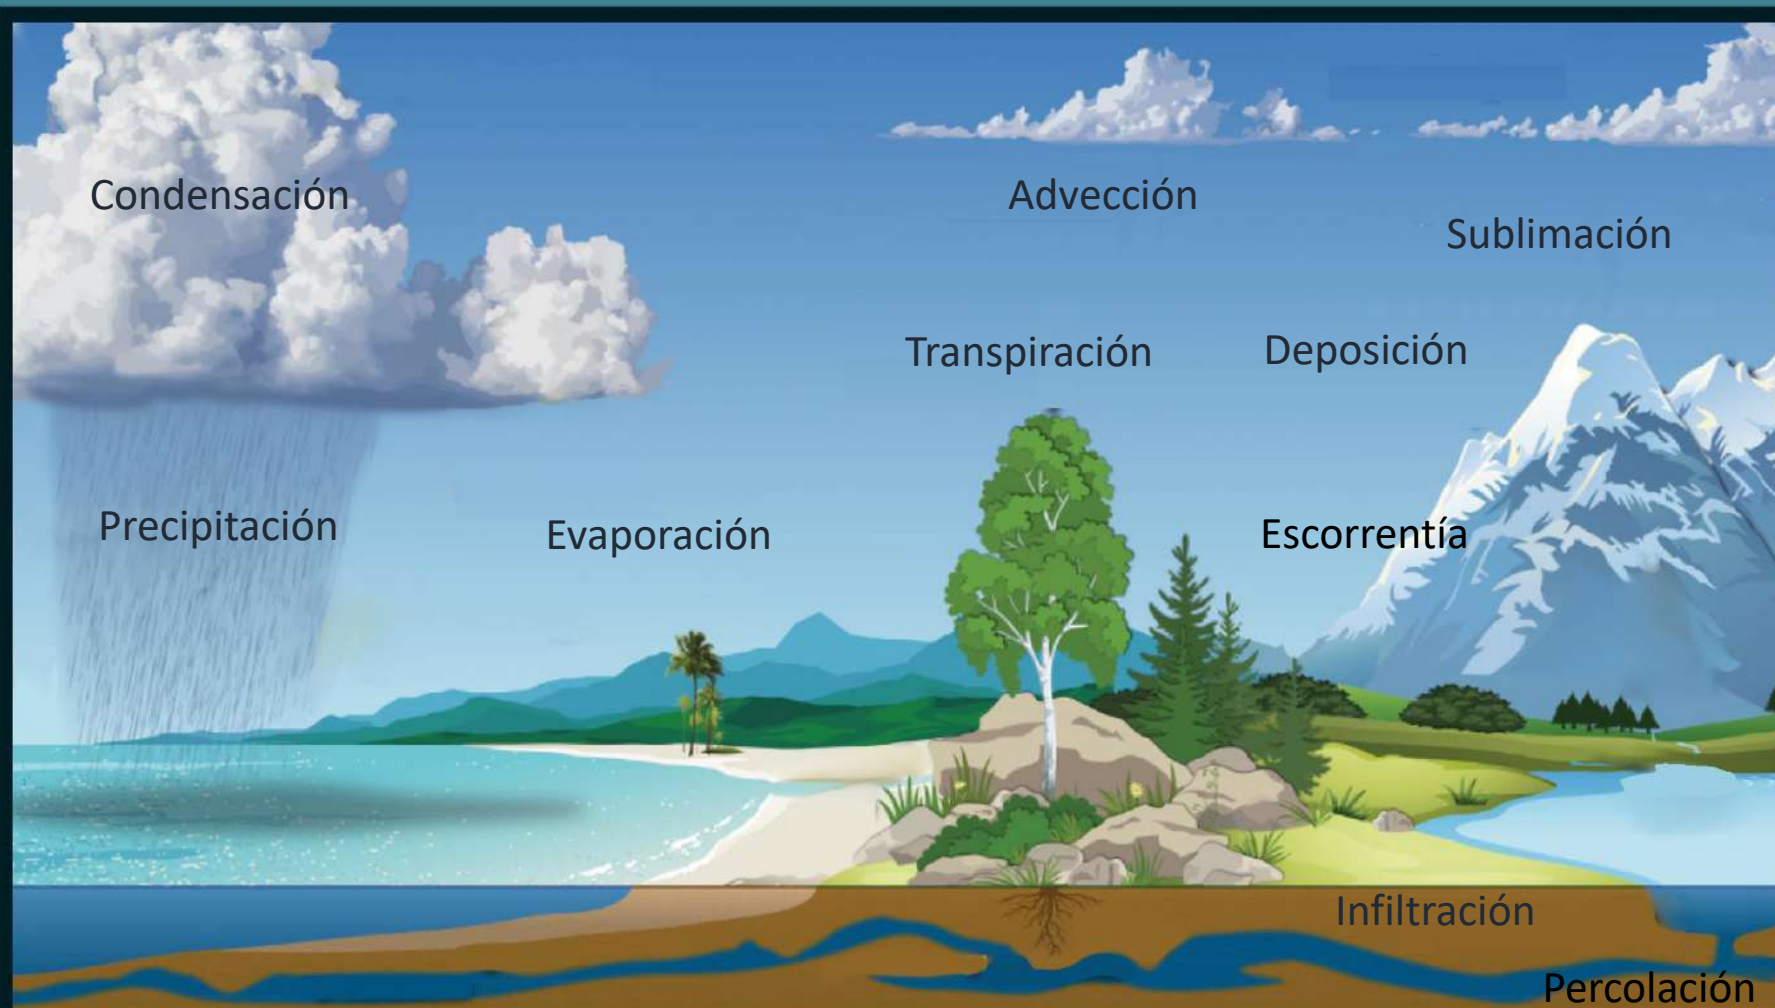 Condensación
Advección
Sublimación
Transpiración
Deposición
Precipitación
Evaporación
Escorrentía
Infiltración
Percolación